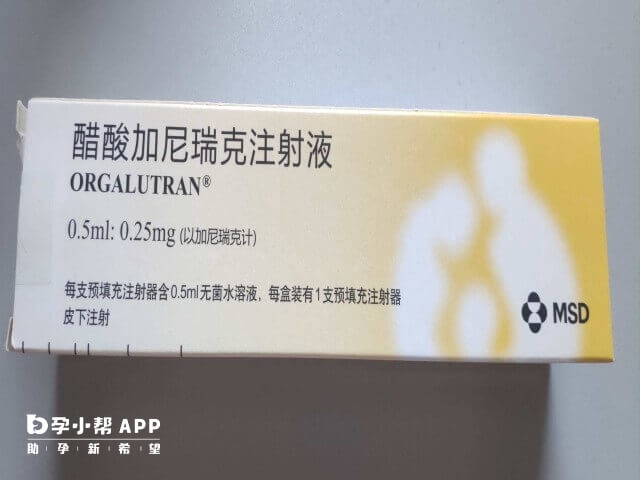 醋酸加尼瑞克注射液
ORGALUTRAN®
0.5ml: 0.25mg (以加尼瑞克计)
每支预填充注射器含0.5ml无菌水溶液，每盒装有1支预填充注射器
皮下注射
MSD
孕小帮 APP
助孕新希望